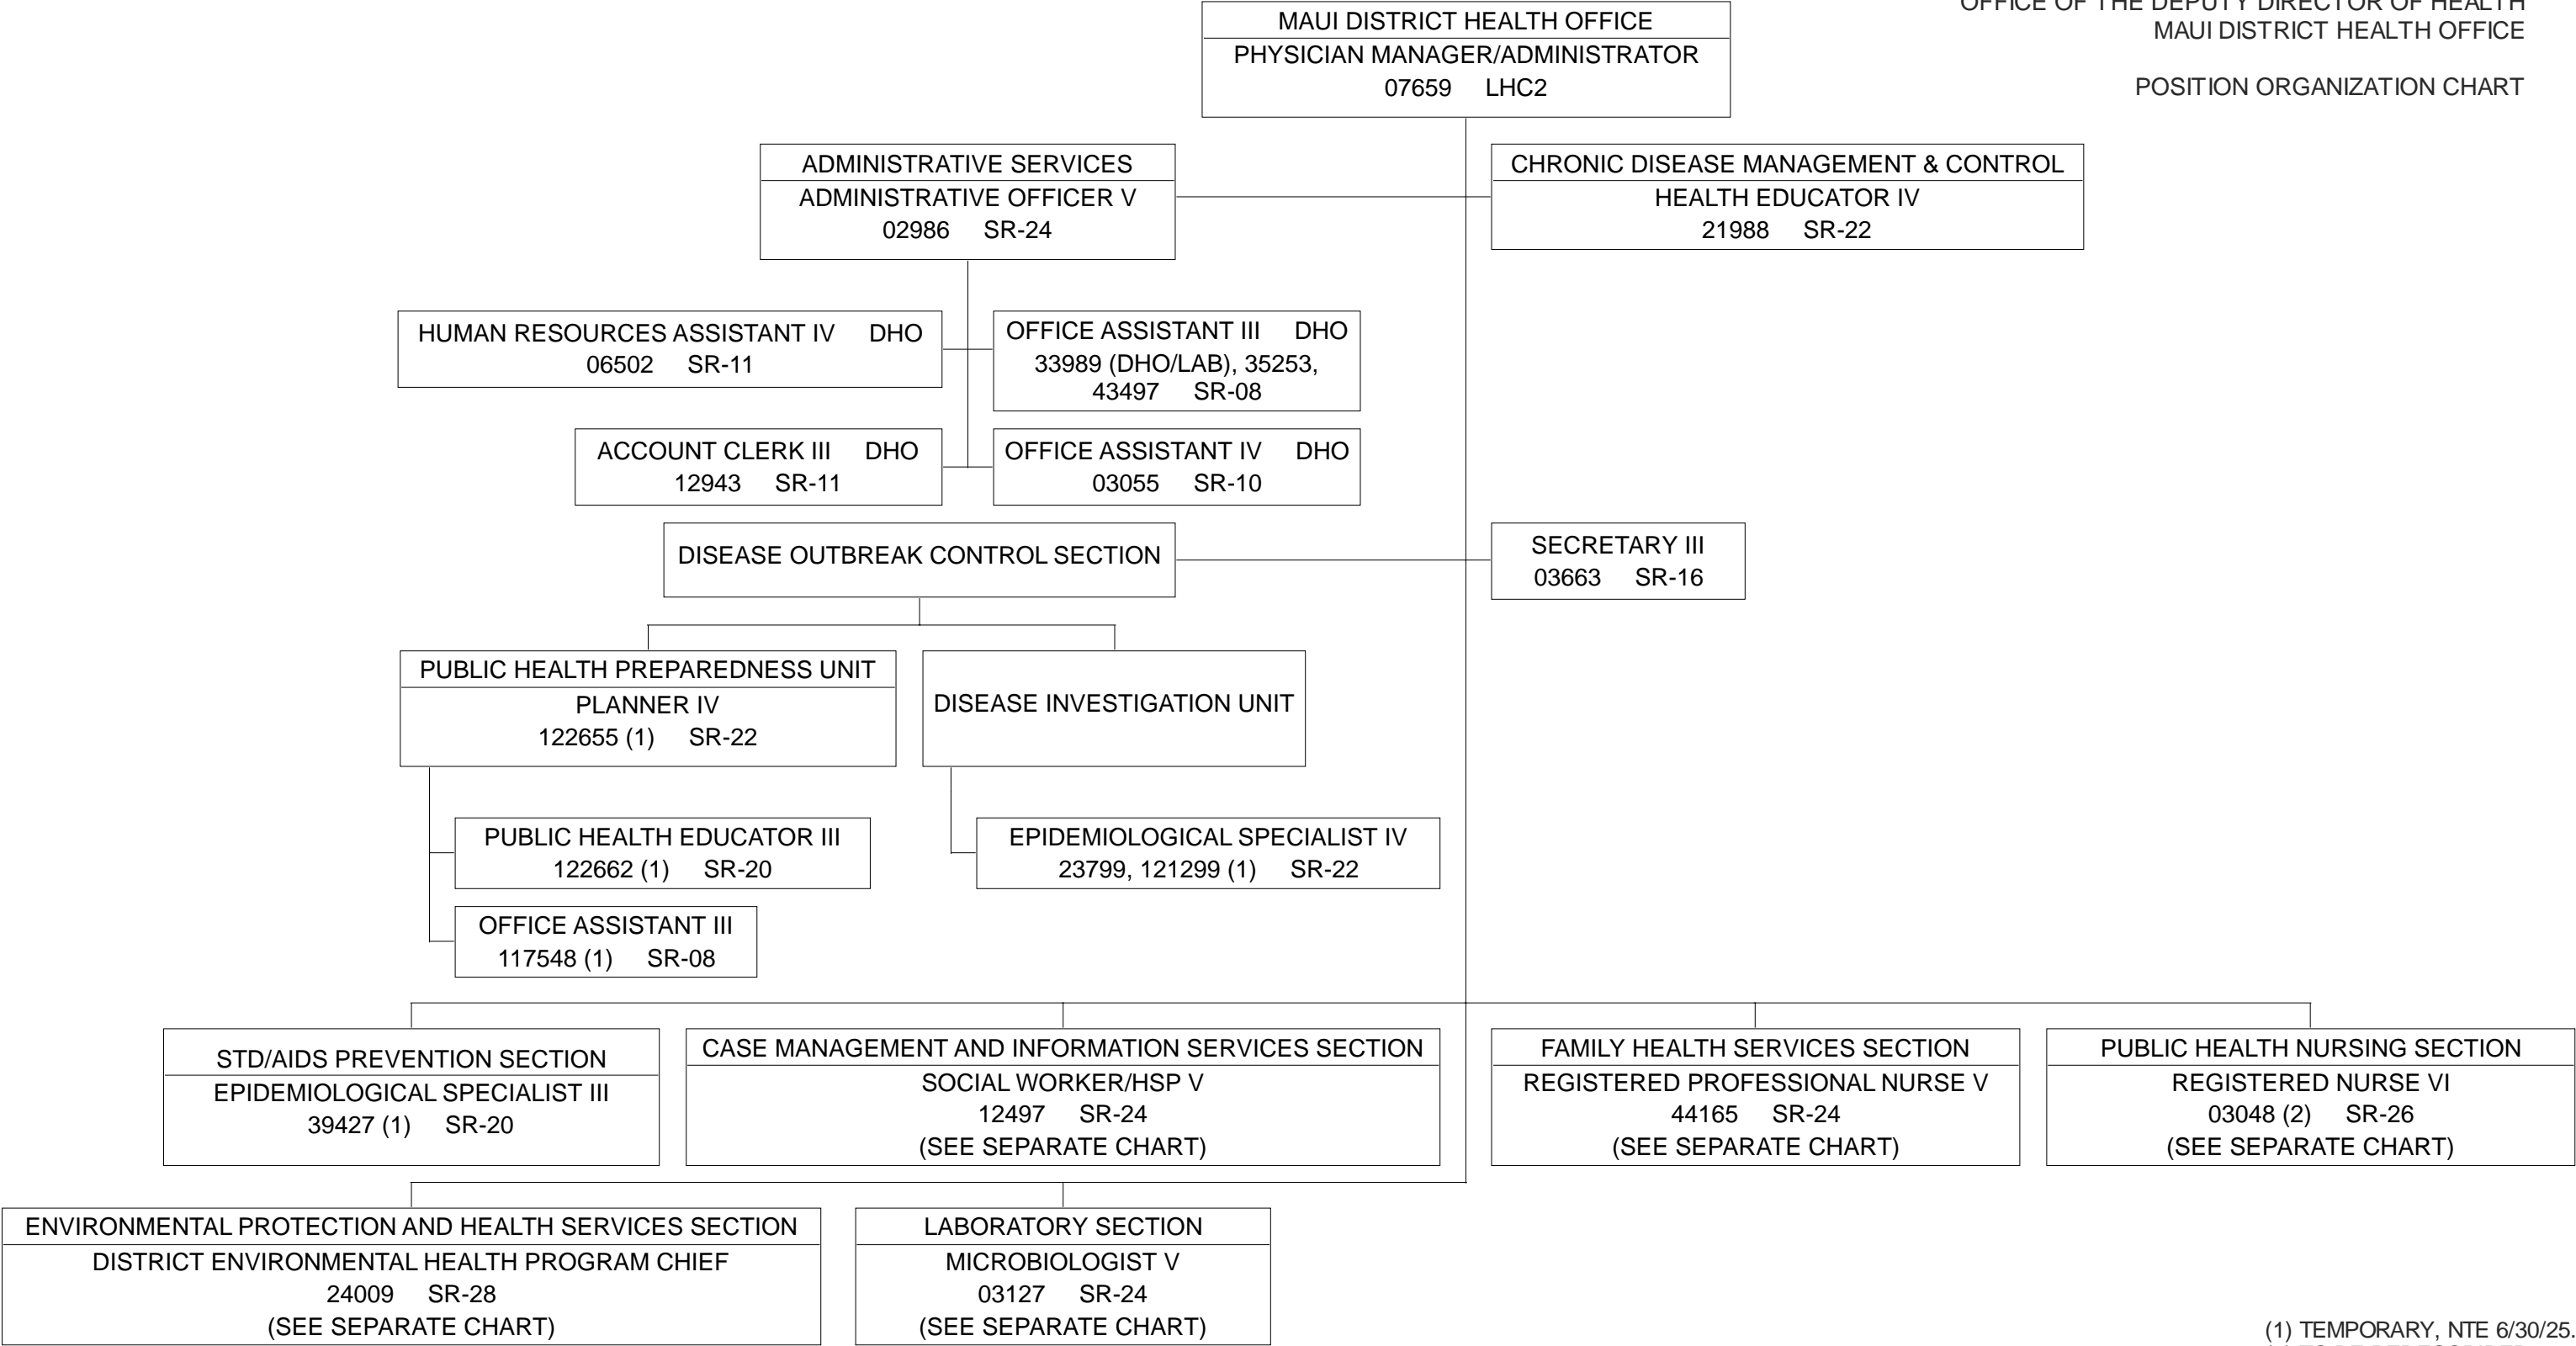 OFFICE OF THE DEPUTY DIRECTOR OF HEALTH
MAUI DISTRICT HEALTH OFFICE
POSITION ORGANIZATION CHART
MAUI DISTRICT HEALTH OFFICE
PHYSICIAN MANAGER/ADMINISTRATOR
07659 LHC2
ADMINISTRATIVE SERVICES
ADMINISTRATIVE OFFICER V
02986 SR-24
CHRONIC DISEASE MANAGEMENT & CONTROL
HEALTH EDUCATOR IV
21988 SR-22
HUMAN RESOURCES ASSISTANT IV DHO
06502 SR-11
OFFICE ASSISTANT III DHO
33989 (DHO/LAB), 35253,
43497 SR-08
ACCOUNT CLERK III DHO
12943 SR-11
OFFICE ASSISTANT IV DHO
03055 SR-10
DISEASE OUTBREAK CONTROL SECTION
SECRETARY III
03663 SR-16
PUBLIC HEALTH PREPAREDNESS UNIT
PLANNER IV
122655 (1) SR-22
DISEASE INVESTIGATION UNIT
PUBLIC HEALTH EDUCATOR III
122662 (1) SR-20
EPIDEMIOLOGICAL SPECIALIST IV
23799, 121299 (1) SR-22
OFFICE ASSISTANT III
117548 (1) SR-08
STD/AIDS PREVENTION SECTION
EPIDEMIOLOGICAL SPECIALIST III
39427 (1) SR-20
CASE MANAGEMENT AND INFORMATION SERVICES SECTION
SOCIAL WORKER/HSP V
12497 SR-24
(SEE SEPARATE CHART)
FAMILY HEALTH SERVICES SECTION
REGISTERED PROFESSIONAL NURSE V
44165 SR-24
(SEE SEPARATE CHART)
PUBLIC HEALTH NURSING SECTION
REGISTERED NURSE VI
03048 (2) SR-26
(SEE SEPARATE CHART)
ENVIRONMENTAL PROTECTION AND HEALTH SERVICES SECTION
DISTRICT ENVIRONMENTAL HEALTH PROGRAM CHIEF
24009 SR-28
(SEE SEPARATE CHART)
LABORATORY SECTION
MICROBIOLOGIST V
03127 SR-24
(SEE SEPARATE CHART)
(1) TEMPORARY, NTE 6/30/25.